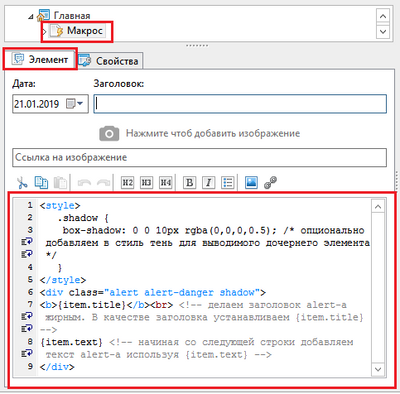 Главная
Макрос
Элемент
Свойства
Дата:
Заголовок:
21.01.2019
Нажмите чтоб добавить изображение
Ссылка на изображение
H2 H3 H4 B I
1 <style>
2 .shadow {
3 box-shadow: 0 0 10px rgba(0,0,0,0.5); /* опционально
добавляем в стиль тень для выводимого дочернего элемента
*/
4 }
5 </style>
6 <div class="alert alert-danger shadow">
7 <b>{item.title}</b><br> <!-- делаем заголовок alert-а
жирным. В качестве заголовка устанавливаем {item.title}
-->
8 {item.text} <!-- начиная со следующей строки добавляем
текст alert-а используя {item.text} -->
9 </div>